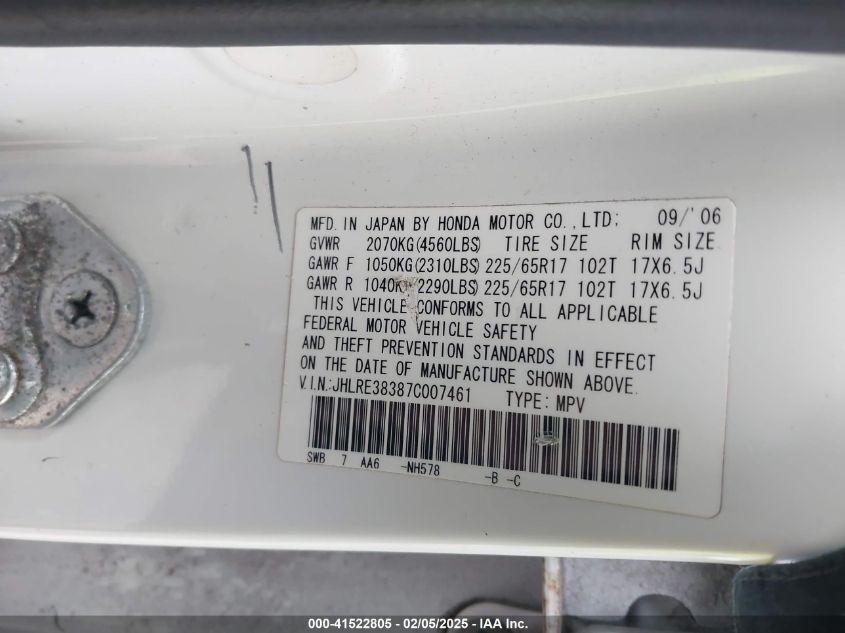 MFD. IN JAPAN BY HONDA MOTOR CO., LTD: 09/'06
GVWR 2070KG(4560LBS) TIRE SIZE RIM SIZE
GAWR F 1050KG(2310LBS) 225/65R17 102T 17X6.5J
GAWR R 1040KG(2290LBS) 225/65R17 102T 17X6.5J
THIS VEHICLE CONFORMS TO ALL APPLICABLE
FEDERAL MOTOR VEHICLE SAFETY
AND THEFT PREVENTION STANDARDS IN EFFECT
ON THE DATE OF MANUFACTURE SHOWN ABOVE.
V.I.N.:JHLRE38387C007461 TYPE: MPV
SWB 7 AA6 -NH578 -B -C
000-41522805 - 02/05/2025 - IAA Inc.